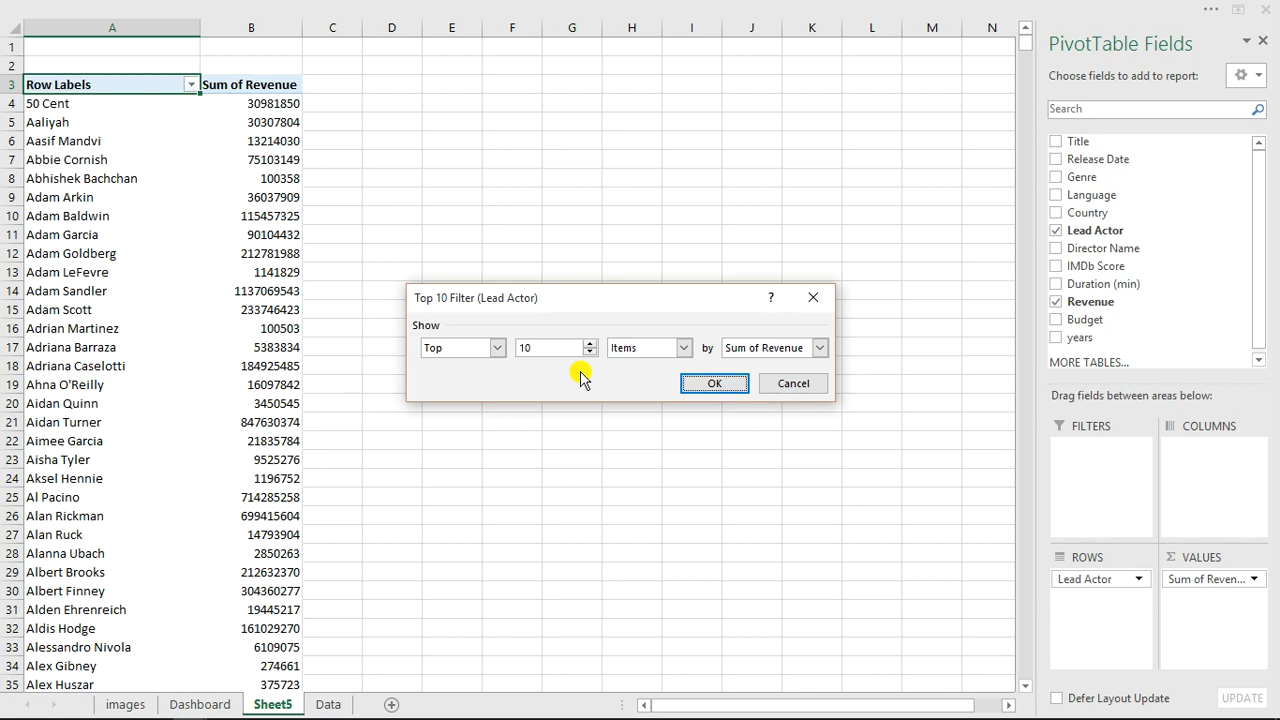 A B C D E F G H I J K L M N
1
2
3 Row Labels Sum of Revenue
4 50 Cent 30981850
5 Aaliyah 30307804
6 Aasif Mandvi 13214030
7 Abbie Cornish 75103149
8 Abhishek Bachchan 100358
9 Adam Arkin 36037909
10 Adam Baldwin 115457325
11 Adam Garcia 90104432
12 Adam Goldberg 212781988
13 Adam LeFevre 1141829
14 Adam Sandler 1137069543
15 Adam Scott 233746423
16 Adrian Martinez 100503
17 Adriana Barraza 5383834
18 Adriana Caselotti 184925485
19 Ahna O'Reilly 16097842
20 Aidan Quinn 3450545
21 Aidan Turner 847630374
22 Aimee Garcia 21835784
23 Aisha Tyler 9525276
24 Aksel Hennie 1196752
25 Al Pacino 714285258
26 Alan Rickman 699415604
27 Alan Ruck 14793904
28 Alanna Ubach 2850263
29 Albert Brooks 212632370
30 Albert Finney 304360277
31 Alden Ehrenreich 19445217
32 Aldis Hodge 161029270
33 Alessandro Nivola 6109075
34 Alex Gibney 274661
35 Alex Huszar 375723
images Dashboard Sheet5 Data
Top 10 Filter (Lead Actor) ?
Show
Top 10 Items by Sum of Revenue
OK Cancel
PivotTable Fields
Choose fields to add to report:
Search
Title
Release Date
Genre
Language
Country
Lead Actor
Director Name
IMDb Score
Duration (min)
Revenue
Budget
years
MORE TABLES...
Drag fields between areas below:
FILTERS COLUMNS
ROWS Σ VALUES
Lead Actor Sum of Reven...
Defer Layout Update UPDATE